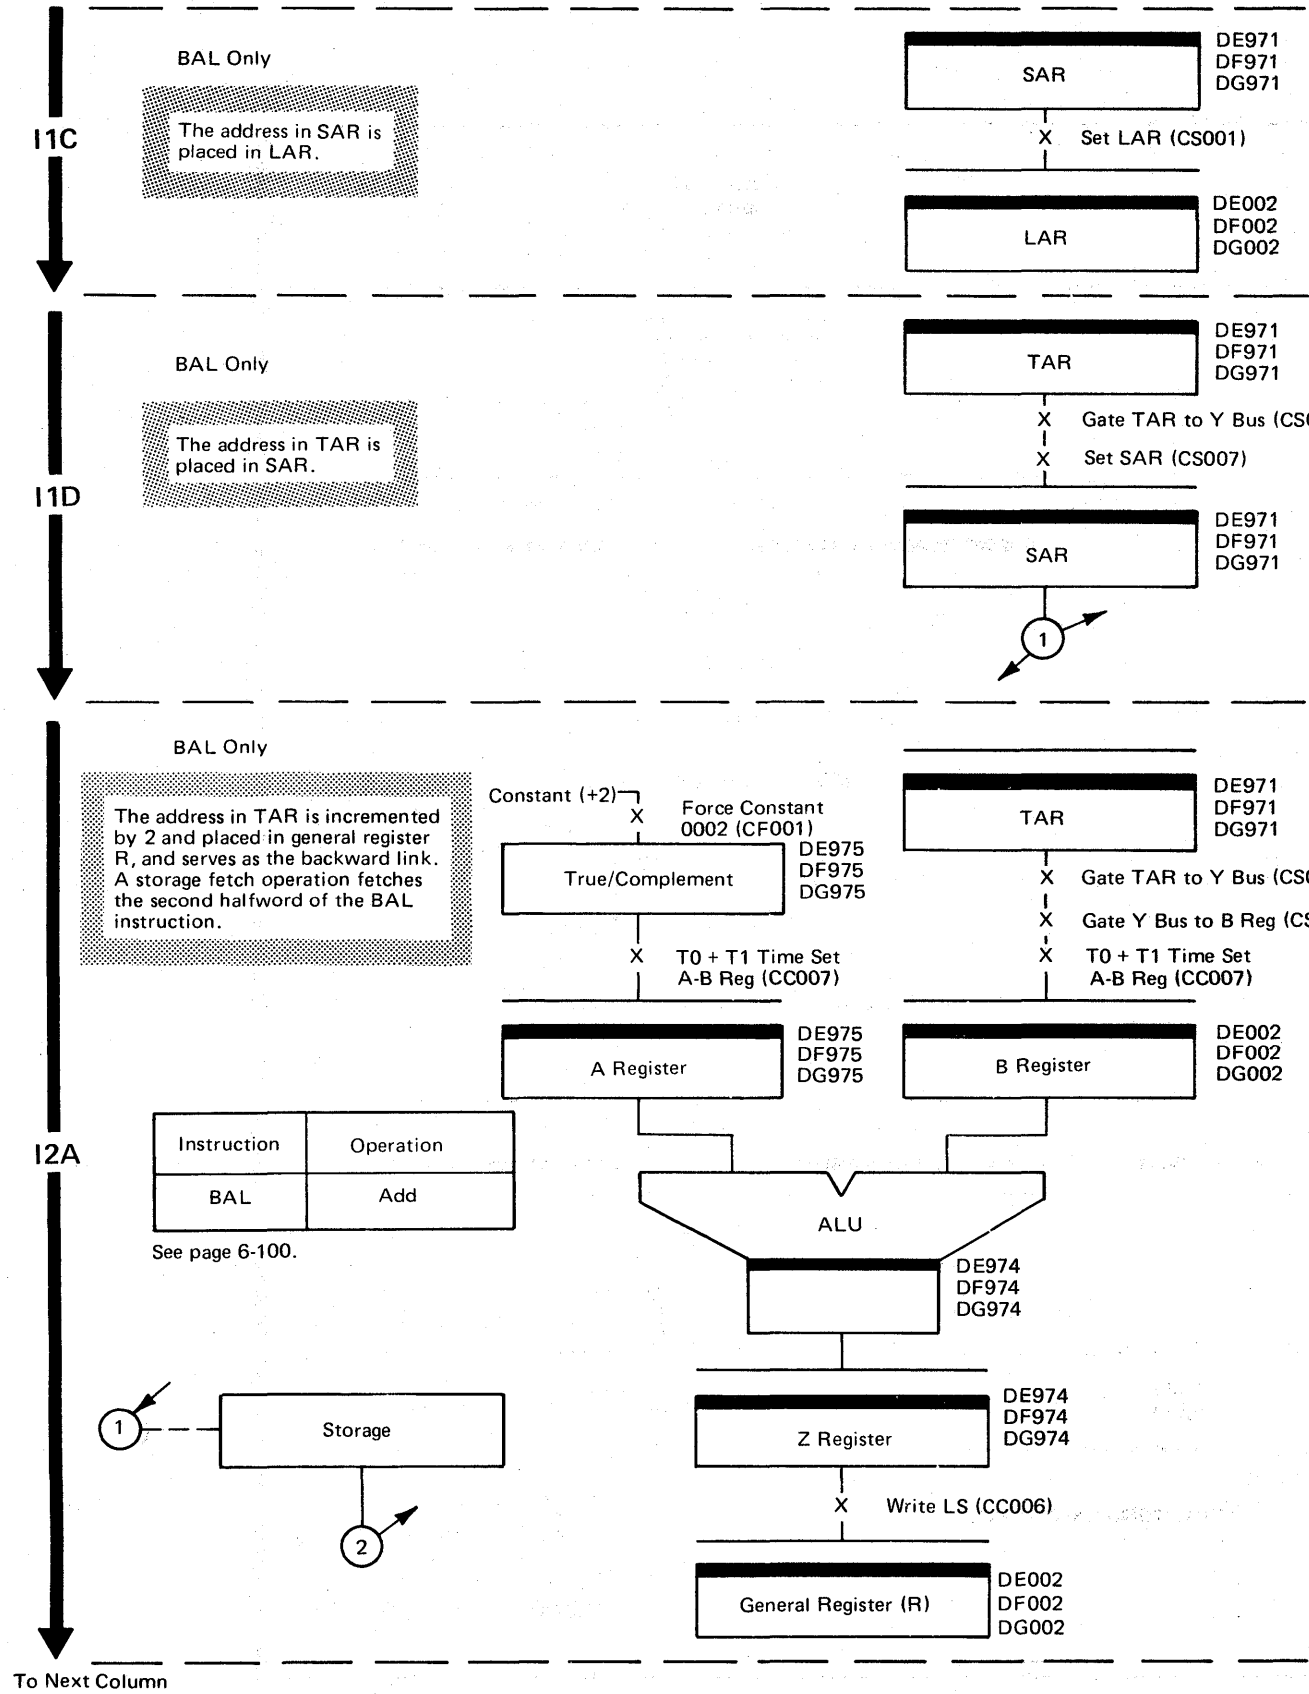 I1C
BAL Only
The address in SAR is
placed in LAR.
SAR
DE971
DF971
DG971
X Set LAR (CS001)
LAR
DE002
DF002
DG002
I1D
BAL Only
The address in TAR is
placed in SAR.
TAR
DE971
DF971
DG971
X Gate TAR to Y Bus
X Set SAR (CS007)
SAR
DE971
DF971
DG971
1
I2A
BAL Only
The address in TAR is incremented
by 2 and placed in general register
R, and serves as the backward link.
A storage fetch operation fetches
the second halfword of the BAL
instruction.
Constant (+2)
X Force Constant
0002 (CF001)
True/Complement
DE975
DF975
DG975
X T0 + T1 Time Set
A-B Reg (CC007)
TAR
DE971
DF971
DG971
X Gate TAR to Y Bus
X Gate Y Bus to B Reg
X T0 + T1 Time Set
A-B Reg (CC007)
A Register
DE975
DF975
DG975
B Register
DE002
DF002
DG002
Instruction Operation
BAL Add
See page 6-100.
ALU
DE974
DF974
DG974
1
Storage
2
Z Register
DE974
DF974
DG974
X Write LS (CC006)
General Register (R)
DE002
DF002
DG002
To Next Column